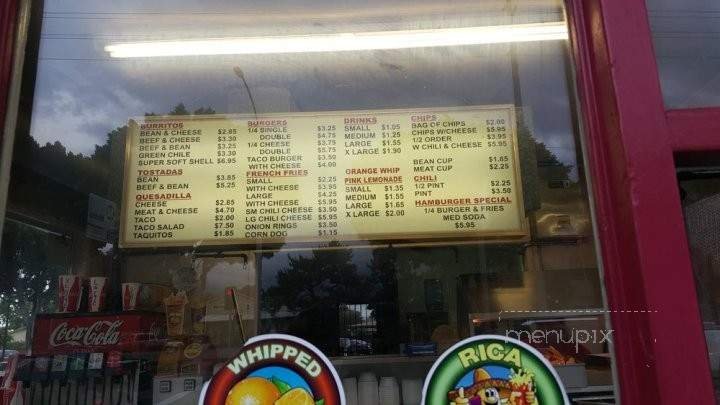 BURRITOS
BEAN & CHEESE $2.85
BEEF & CHEESE $3.30
BEEF & BEAN $3.25
GREEN CHILE $3.30
SUPER SOFT SHELL $6.95
TOSTADAS
BEAN $3.85
BEEF & BEAN $5.25
QUESADILLA
CHEESE $2.85
MEAT & CHEESE $4.70
TACO $2.00
TACO SALAD $7.50
TAQUITOS $1.85
BURGERS
1/4 SINGLE $3.25
DOUBLE $4.75
1/4 CHEESE $3.75
DOUBLE $5.75
TACO BURGER $3.50
WITH CHEESE $4.00
FRENCH FRIES
SMALL $2.25
WITH CHEESE $3.95
LARGE $4.25
WITH CHEESE $5.95
SM CHILI CHEESE $3.50
LG CHILI CHEESE $5.95
ONION RINGS $3.50
CORN DOG $1.15
DRINKS
SMALL $1.05
MEDIUM $1.25
LARGE $1.55
X LARGE $1.90
ORANGE WHIP
PINK LEMONADE
SMALL $1.35
MEDIUM $1.55
LARGE $1.65
X LARGE $2.00
CHIPS
BAG OF CHIPS $2.00
CHIPS W/CHEESE $5.95
1/2 ORDER $3.95
W CHILI & CHEESE $5.95
BEAN CUP $1.65
MEAT CUP $2.25
CHILI
1/2 PINT $2.25
PINT $3.50
HAMBURGER SPECIAL
1/4 BURGER & FRIES
MED SODA
$5.95
Coca-Cola
WHIPPED
RICA
menupix